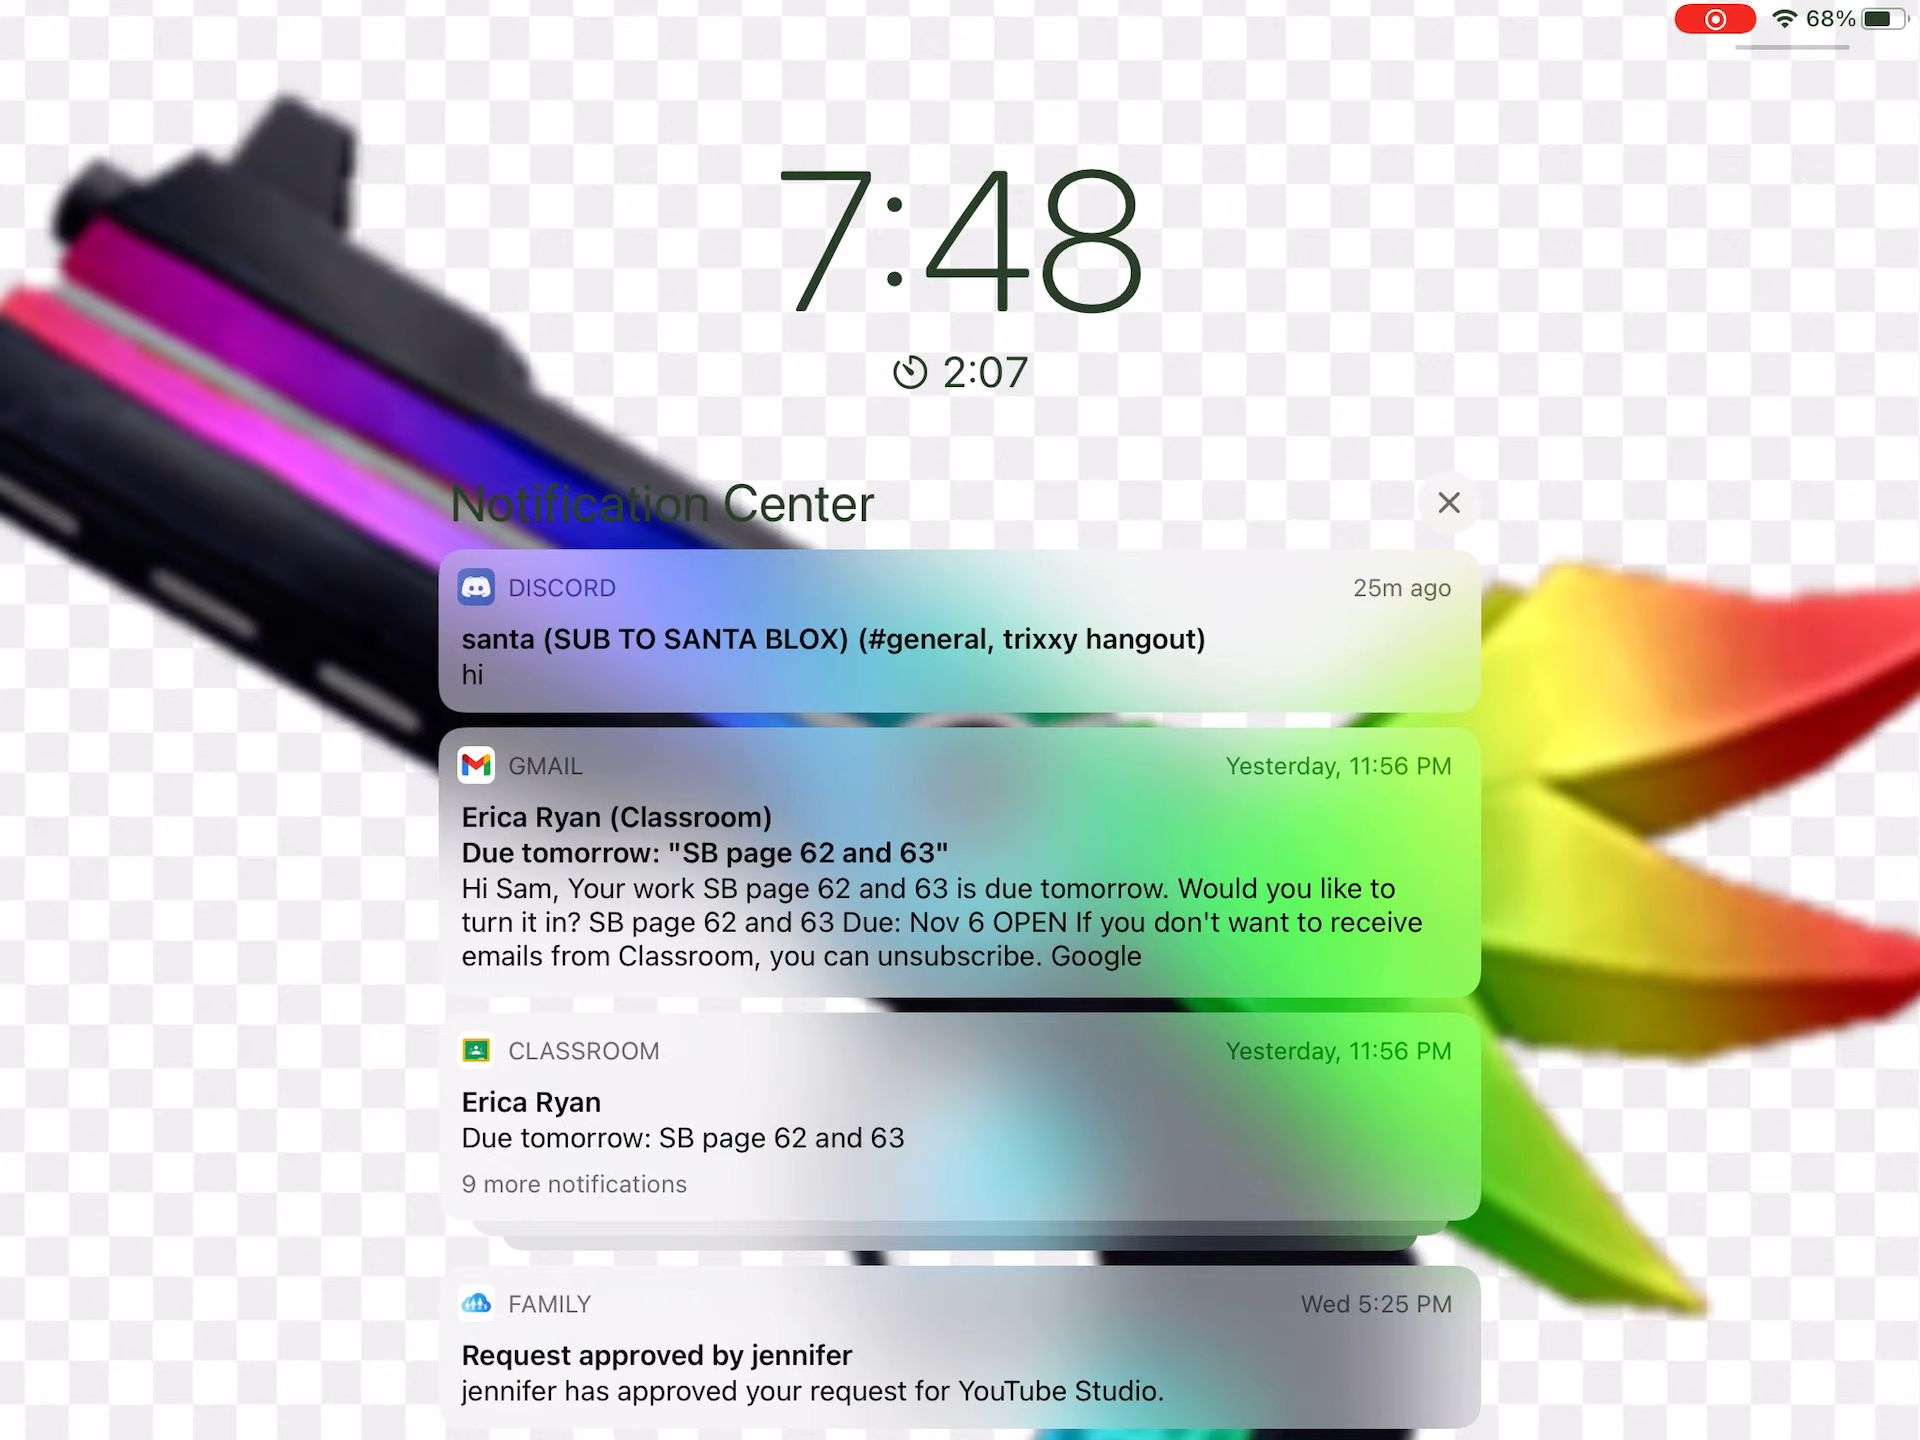 68%
7:48
2:07
Notification Center
DISCORD 25m ago
santa (SUB TO SANTA BLOX) (#general, trixxy hangout)
hi
GMAIL Yesterday, 11:56 PM
Erica Ryan (Classroom)
Due tomorrow: "SB page 62 and 63"
Hi Sam, Your work SB page 62 and 63 is due tomorrow. Would you like to
turn it in? SB page 62 and 63 Due: Nov 6 OPEN If you don't want to receive
emails from Classroom, you can unsubscribe. Google
CLASSROOM Yesterday, 11:56 PM
Erica Ryan
Due tomorrow: SB page 62 and 63
9 more notifications
FAMILY Wed 5:25 PM
Request approved by jennifer
jennifer has approved your request for YouTube Studio.